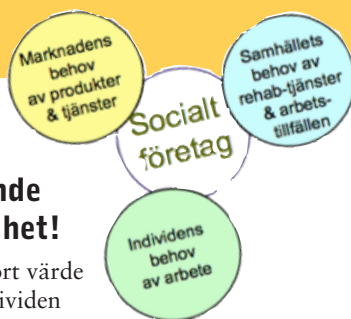 Marknadens
behov
av produkter
& tjänster
Samhällets
behov av
rehab-tjänster
& arbets-
tillfällen
Socialt
företag
Individens
behov
av arbete
nde
het!
ort värde
ividen